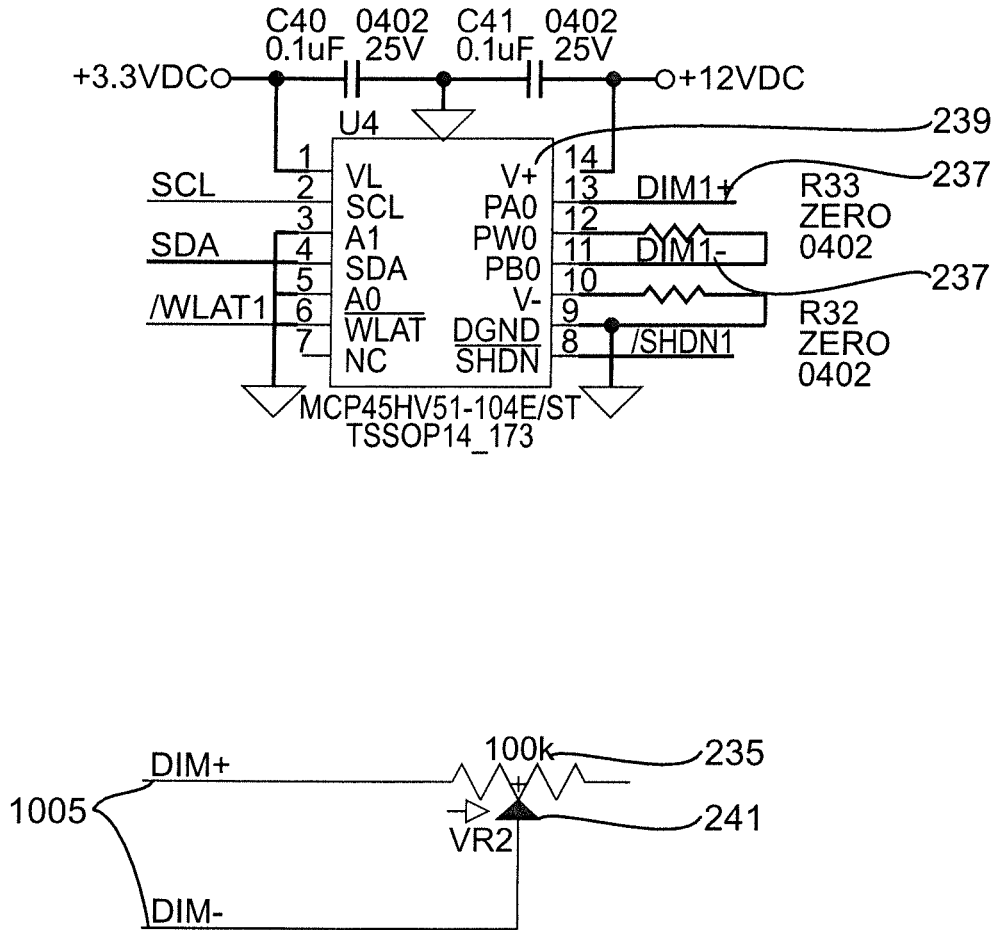 C40 0402 C41 0402
0.1uF 25V 0.1uF 25V
+3.3VDC +12VDC
U4
239
1 VL V+ 14
SCL 2 SCL PA0 13 DIM1+ 237
3 A1 PW0 12 R33
ZERO
0402
SDA 4 SDA PB0 11 DIM1-
5 A0 V- 10 237
/WLAT1 6 WLAT DGND 9 R32
ZERO
0402
7 NC SHDN 8 /SHDN1
MCP45HV51-104E/ST
TSSOP14_173
100k 235
DIM+
1005
VR2 241
DIM-